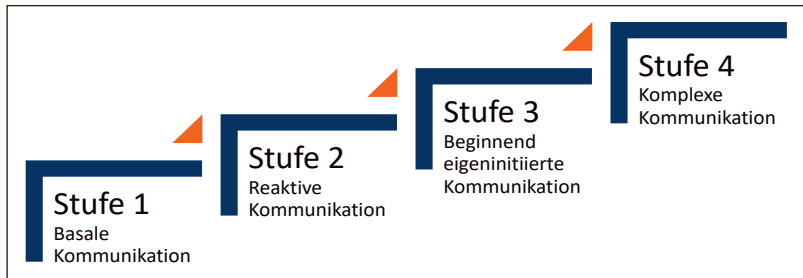 Stufe 1
Basale
Kommunikation
Stufe 2
Reaktive
Kommunikation
Stufe 3
Beginnend
eigeninitiierte
Kommunikation
Stufe 4
Komplexe
Kommunikation